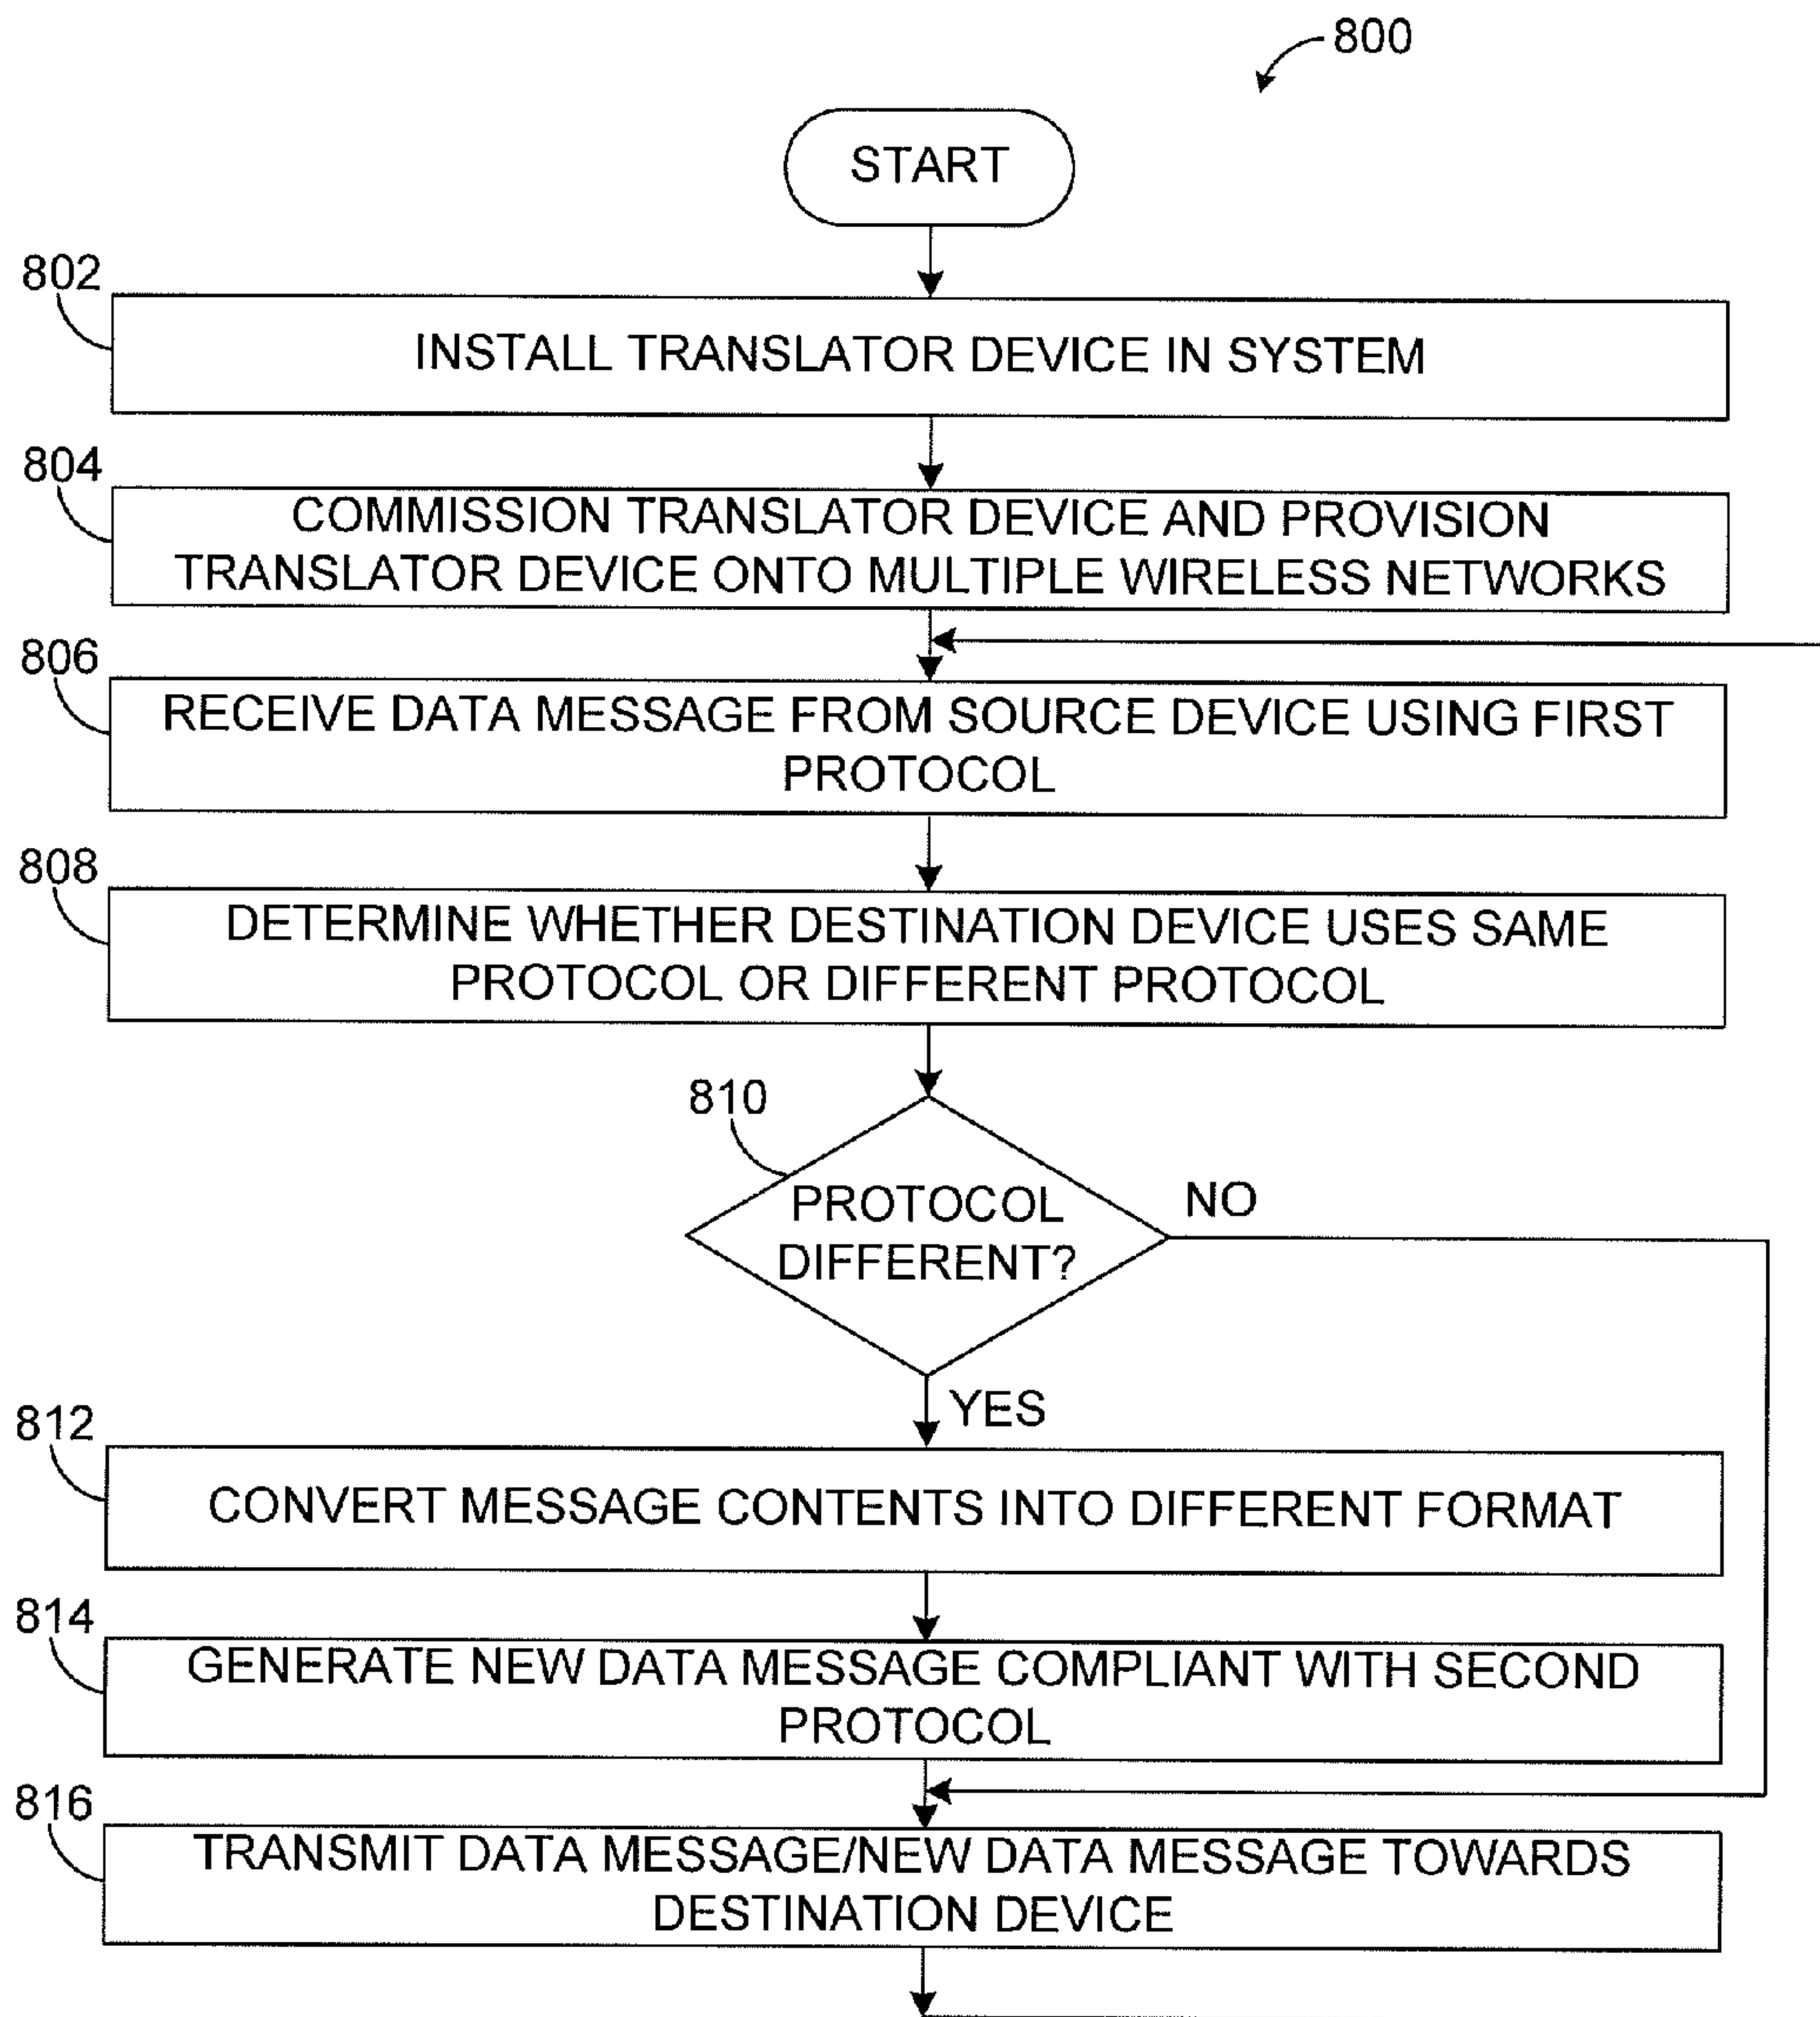 800
START
802
INSTALL TRANSLATOR DEVICE IN SYSTEM
804
COMMISSION TRANSLATOR DEVICE AND PROVISION
TRANSLATOR DEVICE ONTO MULTIPLE WIRELESS NETWORKS
806
RECEIVE DATA MESSAGE FROM SOURCE DEVICE USING FIRST
PROTOCOL
808
DETERMINE WHETHER DESTINATION DEVICE USES SAME
PROTOCOL OR DIFFERENT PROTOCOL
810
PROTOCOL
DIFFERENT?
NO
YES
812
CONVERT MESSAGE CONTENTS INTO DIFFERENT FORMAT
814
GENERATE NEW DATA MESSAGE COMPLIANT WITH SECOND
PROTOCOL
816
TRANSMIT DATA MESSAGE/NEW DATA MESSAGE TOWARDS
DESTINATION DEVICE